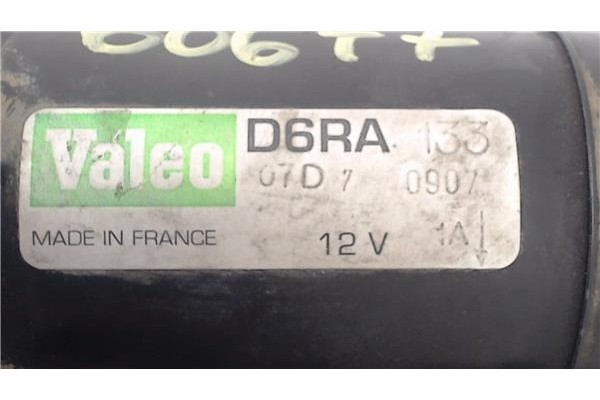 Valeo D6RA 133
07D 7 0907
MADE IN FRANCE 12 V 1A